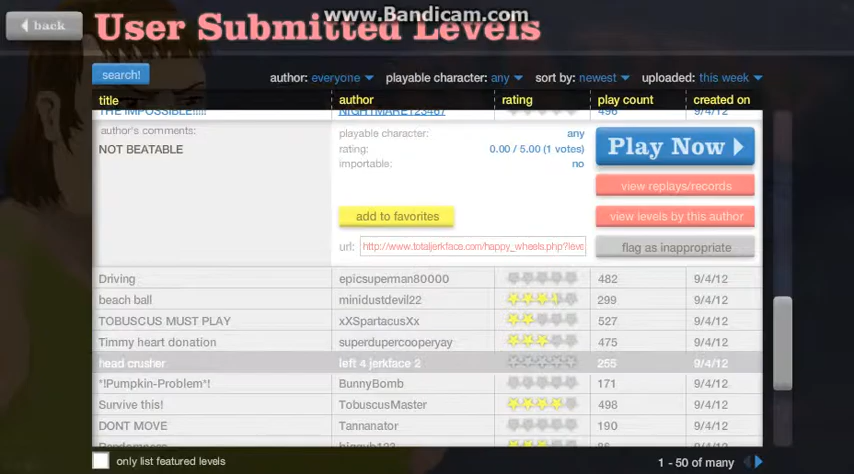 www.Bandicam.com
back
User Submitted Levels
search!
author: everyone playable character: any sort by: newest uploaded: this week
title author rating play count created on
THE IMPOSSIBLE!!!!! NIGHTMARE123467 496
author's comments:
NOT BEATABLE
playable character: any
rating: 0.00 / 5.00 (1 votes)
importable: no
Play Now
view replays/records
add to favorites
view levels by this author
url: http://www.totaljerkface.com/happy_wheels.php?leve
flag as inappropriate
Driving epicsuperman80000 482 9/4/12
beach ball minidustdevil22 299 9/4/12
TOBUSCUS MUST PLAY xXSpartacusXx 527 9/4/12
Timmy heart donation superdupercooperyay 475 9/4/12
head crusher left 4 jerkface 2 255 9/4/12
*!Pumpkin-Problem*! BunnyBomb 171 9/4/12
Survive this! TobuscusMaster 498 9/4/12
DONT MOVE Tannanator 190 9/4/12
only list featured levels
1 - 50 of many